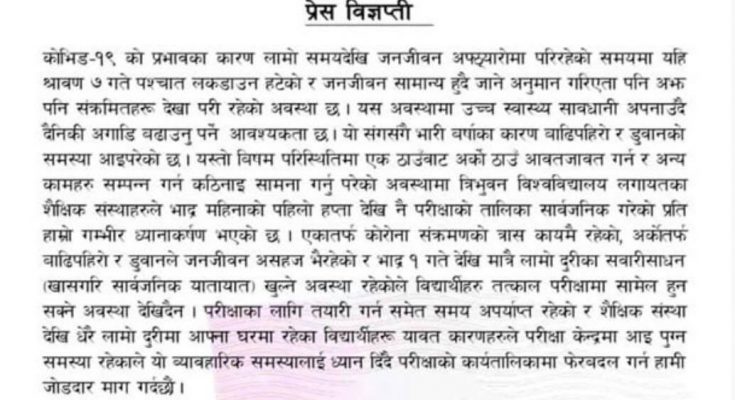 प्रेस विज्ञप्ती
कोभिड-१९ को प्रभावका कारण लामो समयदेखि जनजीवन अफ्ठ्यारोमा परिरहेको समयमा यहि
श्रावण ७ गते पश्चात लकडाउन हटेको र जनजीवन सामान्य हुदै जाने अनुमान गरिएता पनि अझ
पनि संक्रमितहरू देखा परी रहेको अवस्था छ । यस अवस्थामा उच्च स्वास्थ्य सावधानी अपनाउँदै
दैनिकी अगाडि बढाउनु पर्ने आवश्यकता छ । यो संगसंगै भारी बर्षाका कारण बाढिपहिरो र डुवानको
समस्या आइपरेको छ । यस्तो बिषम परिस्थितिमा एक ठाउँबाट अर्को ठाउँ आवतजावत गर्न र अन्य
कामहरु सम्पन्न गर्न कठिनाइ सामना गर्नु परेको अवस्थामा त्रिभुवन विश्वविद्यालय लगायतका
शैक्षिक संस्थाहरुले भाद्र महिनाको पहिलो हप्ता देखि नै परीक्षाको तालिका सार्वजनिक गरेको प्रति
हाम्रो गम्भीर ध्यानाकर्षण भएको छ । एकातर्फ कोरोना संक्रमणको त्रास कायमै रहेको, अर्कोतर्फ
बाढिपहिरो र डुवानले जनजीवन असहज भैरहेको र भाद्र १ गते देखि मात्रै लामो दुरीका सवारीसाधन
(खासगरि सार्वजनिक यातायात) खुल्ने अवस्था रहेकोले विद्यार्थीहरु तत्काल परीक्षामा सामेल हुन
सक्ने अवस्था देखिदैन । परीक्षाका लागि तयारी गर्न समेत समय अपर्याप्त रहेको र शैक्षिक संस्था
देखि धेरै लामो दुरीमा आफ्ना घरमा रहेका विद्यार्थीहरू यावत कारणहरुले परीक्षा केन्द्रमा आइ पुग्न
समस्या रहेकाले यो व्यावहारिक समस्यालाई ध्यान दिँदै परीक्षाको कार्यतालिकामा फेरबदल गर्न हामी
जोडदार माग गर्दछौं ।